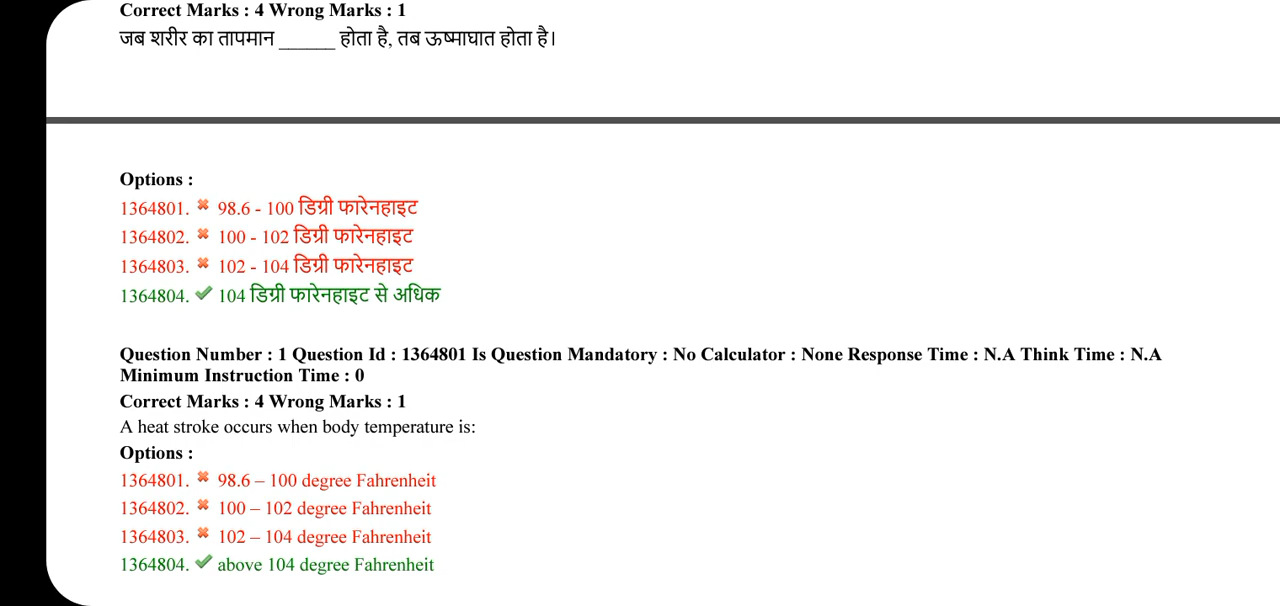 Correct Marks : 4 Wrong Marks : 1
जब शरीर का तापमान ______ होता है, तब ऊष्माघात होता है।
Options :
1364801. 98.6 - 100 डिग्री फारेनहाइट
1364802. 100 - 102 डिग्री फारेनहाइट
1364803. 102 - 104 डिग्री फारेनहाइट
1364804. 104 डिग्री फारेनहाइट से अधिक
Question Number : 1 Question Id : 1364801 Is Question Mandatory : No Calculator : None Response Time : N.A Think Time : N.A
Minimum Instruction Time : 0
Correct Marks : 4 Wrong Marks : 1
A heat stroke occurs when body temperature is:
Options :
1364801. 98.6 – 100 degree Fahrenheit
1364802. 100 – 102 degree Fahrenheit
1364803. 102 – 104 degree Fahrenheit
1364804. above 104 degree Fahrenheit